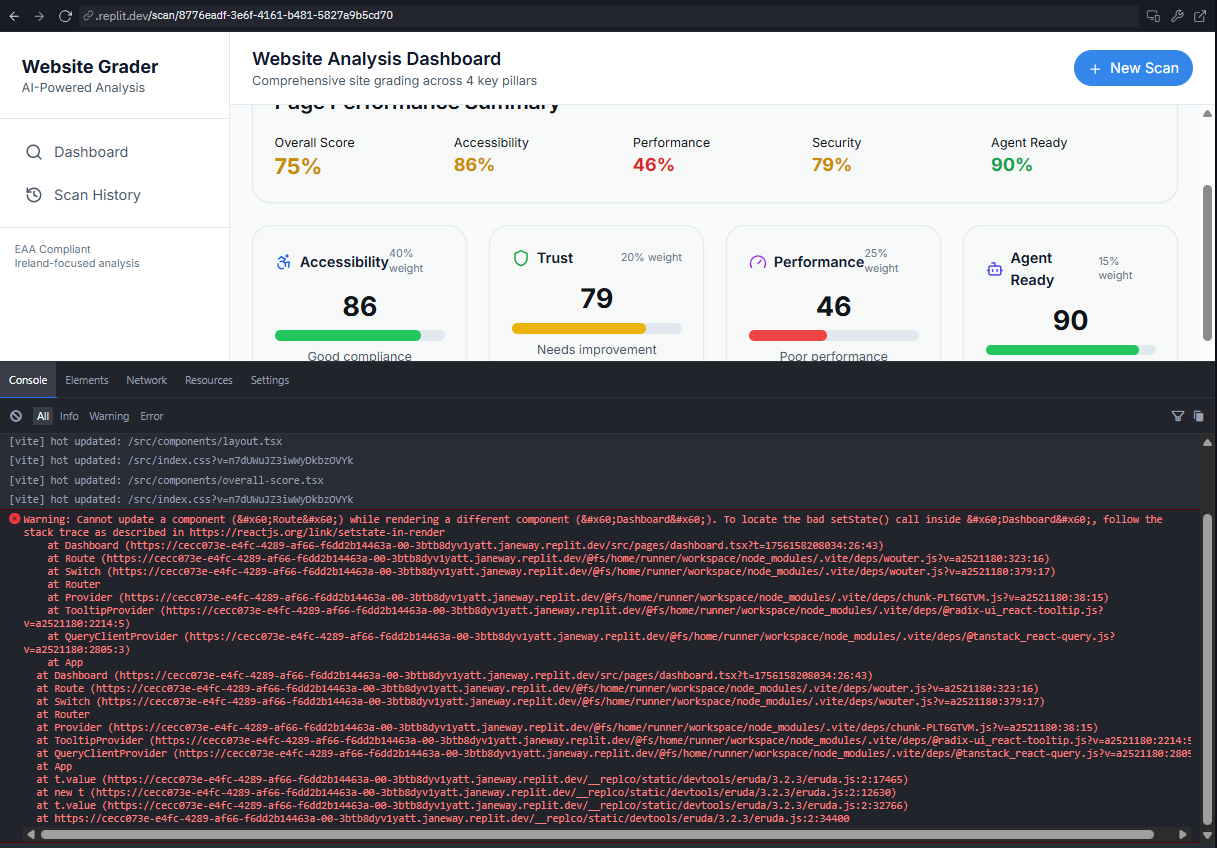 .replit.dev/scan/8776eadf-3e6f-4161-b481-5827a9b5cd70
Website Grader
AI-Powered Analysis
Dashboard
Scan History
EAA Compliant
Ireland-focused analysis
Website Analysis Dashboard
Comprehensive site grading across 4 key pillars
+ New Scan
Page Performance Summary
Overall Score Accessibility Performance Security Agent Ready
75% 86% 46% 79% 90%
Accessibility 40% weight
86
Good compliance
Trust 20% weight
79
Needs improvement
Performance 25% weight
46
Poor performance
Agent Ready 15% weight
90
Console Elements Network Resources Settings
All Info Warning Error
[vite] hot updated: /src/components/layout.tsx
[vite] hot updated: /src/index.css?v=n7dUWuJZ3iwWyDkbzOVYk
[vite] hot updated: /src/components/overall-score.tsx
[vite] hot updated: /src/index.css?v=n7dUWuJZ3iwWyDkbzOVYk
Warning: Cannot update a component (&#x60;Route&#x60;) while rendering a different component (&#x60;Dashboard&#x60;). To locate the bad setState() call inside &#x60;Dashboard&#x60;, follow the
stack trace as described in https://reactjs.org/link/setstate-in-render
at Dashboard (https://cecc073e-e4fc-4289-af66-f6dd2b14463a-00-3btb8dyv1yatt.janeway.replit.dev/src/pages/dashboard.tsx?t=1756158208034:26:43)
at Route (https://cecc073e-e4fc-4289-af66-f6dd2b14463a-00-3btb8dyv1yatt.janeway.replit.dev/@fs/home/runner/workspace/node_modules/.vite/deps/wouter.js?v=a2521180:323:16)
at Switch (https://cecc073e-e4fc-4289-af66-f6dd2b14463a-00-3btb8dyv1yatt.janeway.replit.dev/@fs/home/runner/workspace/node_modules/.vite/deps/wouter.js?v=a2521180:379:17)
at Router
at Provider (https://cecc073e-e4fc-4289-af66-f6dd2b14463a-00-3btb8dyv1yatt.janeway.replit.dev/@fs/home/runner/workspace/node_modules/.vite/deps/chunk-PLT6GTVM.js?v=a2521180:38:15)
at TooltipProvider (https://cecc073e-e4fc-4289-af66-f6dd2b14463a-00-3btb8dyv1yatt.janeway.replit.dev/@fs/home/runner/workspace/node_modules/.vite/deps/@radix-ui_react-tooltip.js?
v=a2521180:2214:5)
at QueryClientProvider (https://cecc073e-e4fc-4289-af66-f6dd2b14463a-00-3btb8dyv1yatt.janeway.replit.dev/@fs/home/runner/workspace/node_modules/.vite/deps/@tanstack_react-query.js?
v=a2521180:2805:3)
at App
at Dashboard (https://cecc073e-e4fc-4289-af66-f6dd2b14463a-00-3btb8dyv1yatt.janeway.replit.dev/src/pages/dashboard.tsx?t=1756158208034:26:43)
at Route (https://cecc073e-e4fc-4289-af66-f6dd2b14463a-00-3btb8dyv1yatt.janeway.replit.dev/@fs/home/runner/workspace/node_modules/.vite/deps/wouter.js?v=a2521180:323:16)
at Switch (https://cecc073e-e4fc-4289-af66-f6dd2b14463a-00-3btb8dyv1yatt.janeway.replit.dev/@fs/home/runner/workspace/node_modules/.vite/deps/wouter.js?v=a2521180:379:17)
at Router
at Provider (https://cecc073e-e4fc-4289-af66-f6dd2b14463a-00-3btb8dyv1yatt.janeway.replit.dev/@fs/home/runner/workspace/node_modules/.vite/deps/chunk-PLT6GTVM.js?v=a2521180:38:15)
at TooltipProvider (https://cecc073e-e4fc-4289-af66-f6dd2b14463a-00-3btb8dyv1yatt.janeway.replit.dev/@fs/home/runner/workspace/node_modules/.vite/deps/@radix-ui_react-tooltip.js?v=a2521180:2214:5
at QueryClientProvider (https://cecc073e-e4fc-4289-af66-f6dd2b14463a-00-3btb8dyv1yatt.janeway.replit.dev/@fs/home/runner/workspace/node_modules/.vite/deps/@tanstack_react-query.js?v=a2521180:2805
at App
at t.value (https://cecc073e-e4fc-4289-af66-f6dd2b14463a-00-3btb8dyv1yatt.janeway.replit.dev/__replco/static/devtools/eruda/3.2.3/eruda.js:2:17465)
at new t (https://cecc073e-e4fc-4289-af66-f6dd2b14463a-00-3btb8dyv1yatt.janeway.replit.dev/__replco/static/devtools/eruda/3.2.3/eruda.js:2:12630)
at t.value (https://cecc073e-e4fc-4289-af66-f6dd2b14463a-00-3btb8dyv1yatt.janeway.replit.dev/__replco/static/devtools/eruda/3.2.3/eruda.js:2:32766)
at https://cecc073e-e4fc-4289-af66-f6dd2b14463a-00-3btb8dyv1yatt.janeway.replit.dev/__replco/static/devtools/eruda/3.2.3/eruda.js:2:34400